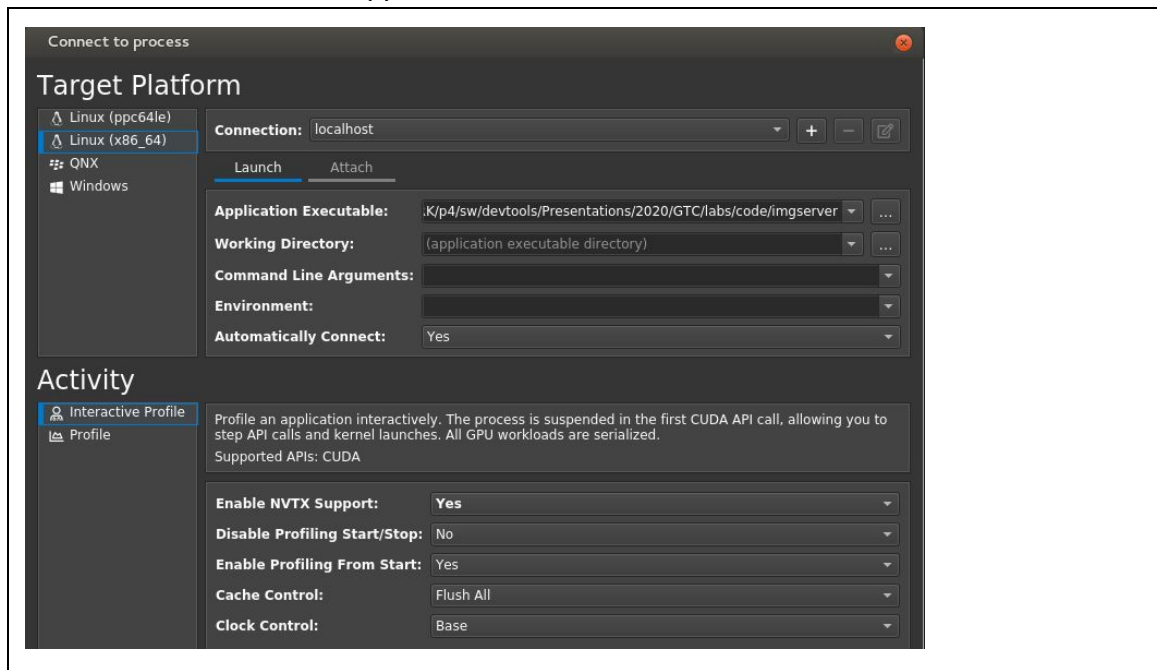 Connect to process
Target Platform
Linux (ppc64le)
Linux (x86_64)
QNX
Windows
Connection: localhost
Launch Attach
Application Executable: .K/p4/sw/devtools/Presentations/2020/GTC/labs/code/imgserver ...
Working Directory: (application executable directory) ...
Command Line Arguments:
Environment:
Automatically Connect: Yes
Activity
Interactive Profile
Profile
Profile an application interactively. The process is suspended in the first CUDA API call, allowing you to
step API calls and kernel launches. All GPU workloads are serialized.
Supported APIs: CUDA
Enable NVTX Support: Yes
Disable Profiling Start/Stop: No
Enable Profiling From Start: Yes
Cache Control: Flush All
Clock Control: Base